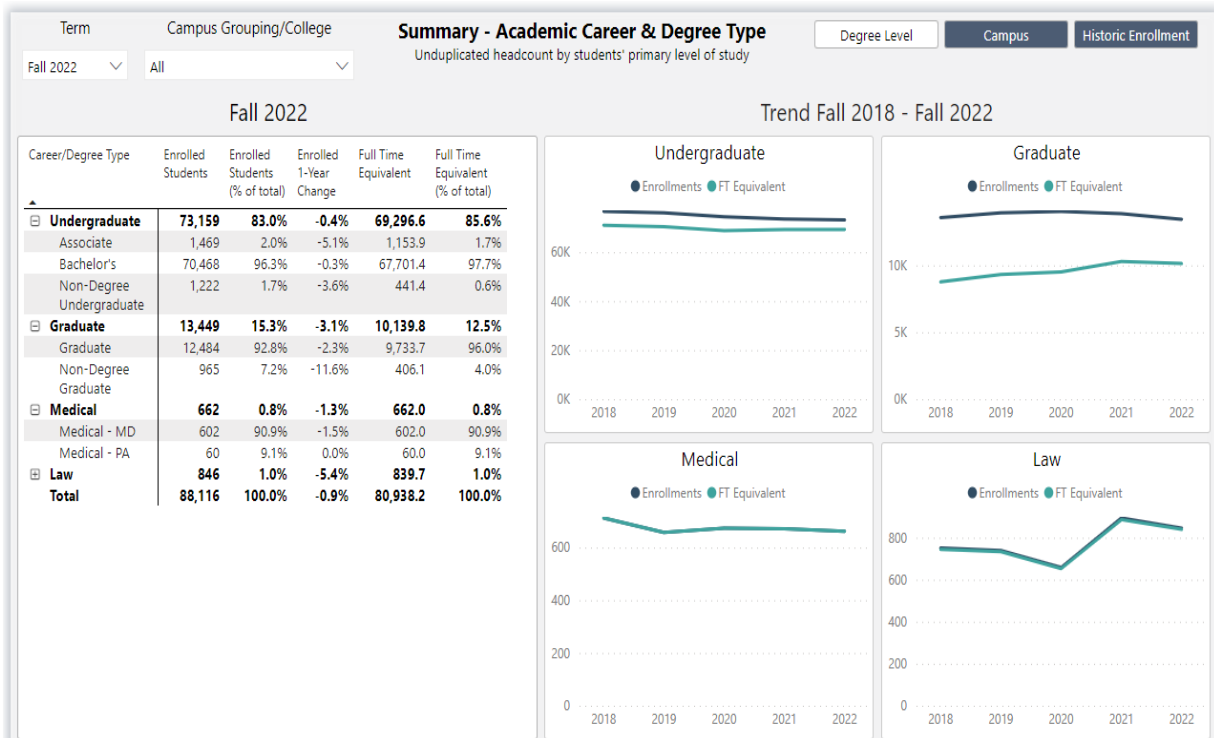 Term
Campus Grouping/College
Summary - Academic Career & Degree Type
Unduplicated headcount by students' primary level of study
Degree Level
Campus
Historic Enrollment
Fall 2022
All
Fall 2022
Trend Fall 2018 - Fall 2022
Career/Degree Type Enrolled Enrolled Enrolled Full Time Full Time
Students Students 1-Year Equivalent Equivalent
(% of total) Change (% of total)
Undergraduate 73,159 83.0% -0.4% 69,296.6 85.6%
Associate 1,469 2.0% -5.1% 1,153.9 1.7%
Bachelor's 70,468 96.3% -0.3% 67,701.4 97.7%
Non-Degree 1,222 1.7% -3.6% 441.4 0.6%
Undergraduate
Graduate 13,449 15.3% -3.1% 10,139.8 12.5%
Graduate 12,484 92.8% -2.3% 9,733.7 96.0%
Non-Degree 965 7.2% -11.6% 406.1 4.0%
Graduate
Medical 662 0.8% -1.3% 662.0 0.8%
Medical - MD 602 90.9% -1.5% 602.0 90.9%
Medical - PA 60 9.1% 0.0% 60.0 9.1%
Law 846 1.0% -5.4% 839.7 1.0%
Total 88,116 100.0% -0.9% 80,938.2 100.0%
Undergraduate
Enrollments FT Equivalent
60K
40K
20K
0K
2018 2019 2020 2021 2022
Graduate
Enrollments FT Equivalent
10K
5K
0K
2018 2019 2020 2021 2022
Medical
Enrollments FT Equivalent
600
400
200
0
2018 2019 2020 2021 2022
Law
Enrollments FT Equivalent
800
600
400
200
0
2018 2019 2020 2021 2022